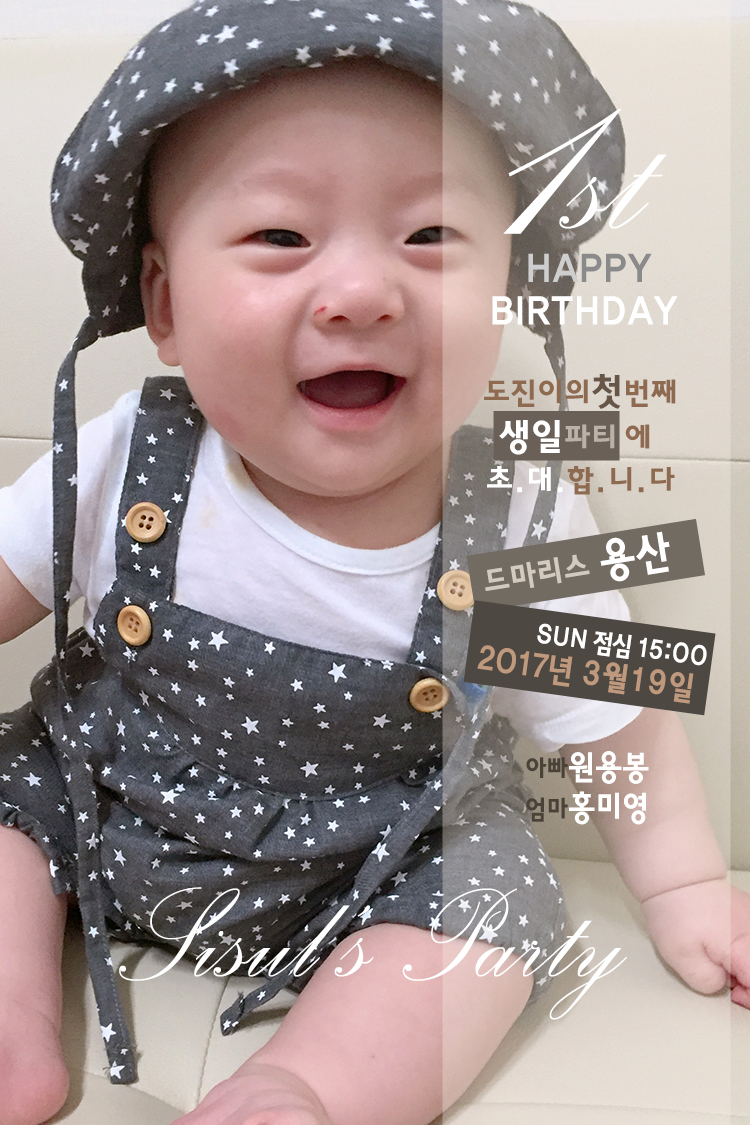 1st
HAPPY
BIRTHDAY
도진이의첫번째
생일파티에
초.대.합.니.다
드마리스 용산
SUN 점심 15:00
2017년 3월19일
아빠원용봉
엄마홍미영
Sisul's Party